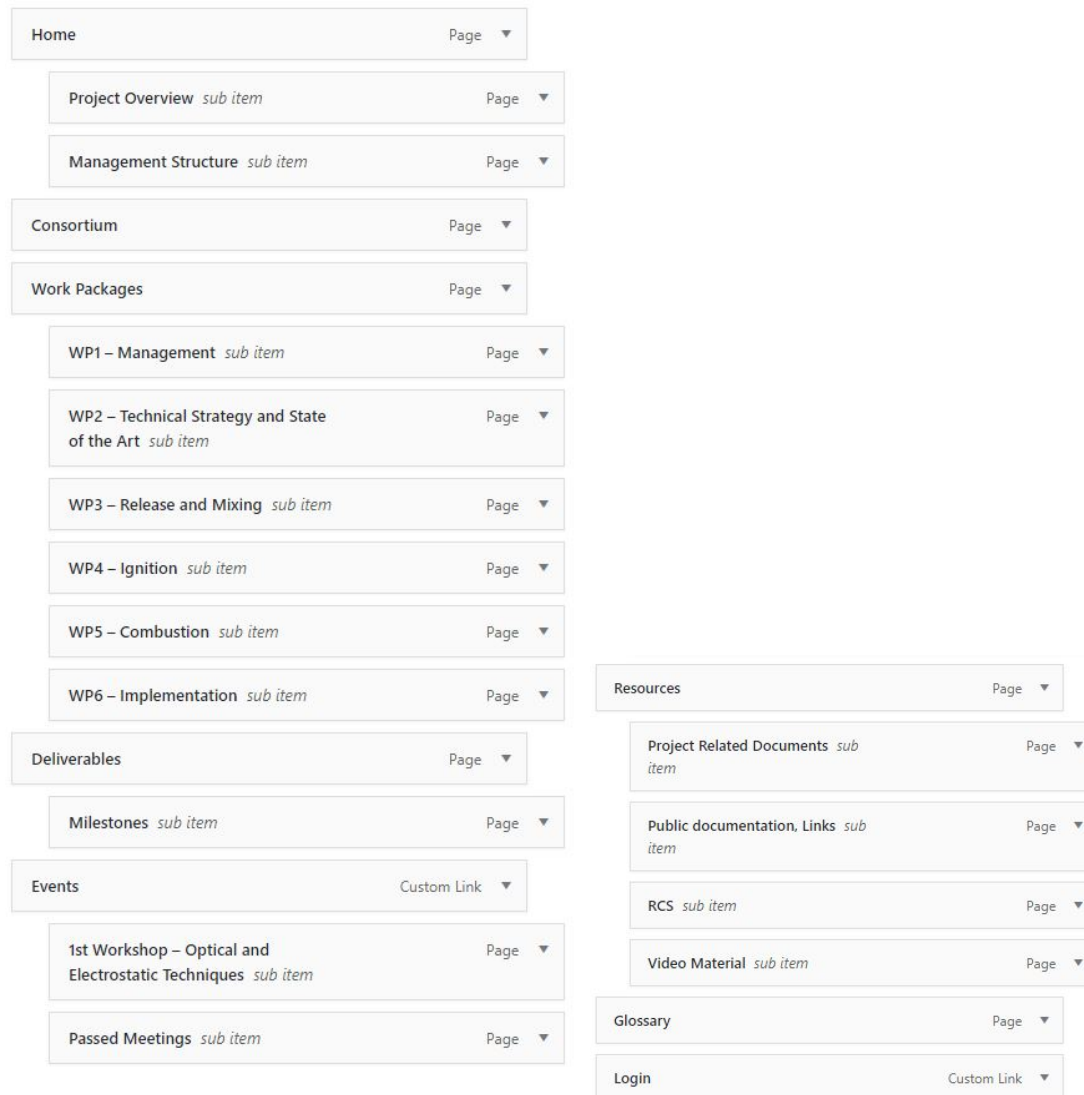 Home Page
Project Overview sub item Page
Management Structure sub item Page
Consortium Page
Work Packages Page
WP1 – Management sub item Page
WP2 – Technical Strategy and State Page
of the Art sub item
WP3 – Release and Mixing sub item Page
WP4 – Ignition sub item Page
WP5 – Combustion sub item Page
WP6 – Implementation sub item Page
Deliverables Page
Milestones sub item Page
Events Custom Link
1st Workshop – Optical and Page
Electrostatic Techniques sub item
Passed Meetings sub item Page
Resources Page
Project Related Documents sub Page
item
Public documentation, Links sub Page
item
RCS sub item Page
Video Material sub item Page
Glossary Page
Login Custom Link